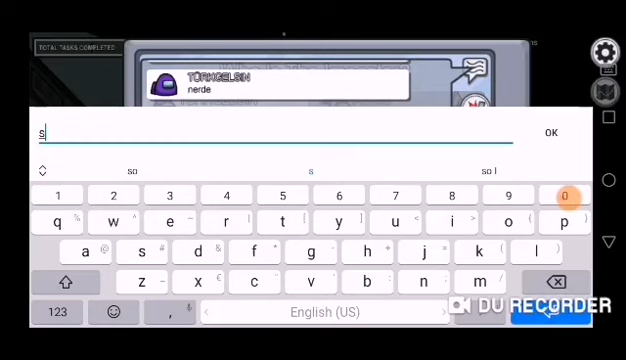 TOTAL TASKS COMPLETED
TÜRKGELSIN
nerde
s
OK
so s so I
1 2 3 4 5 6 7 8 9 0
q w e r t y u i o p
a s d f g h j k l
z x c v b n m
123 , English (US)
DU RECORDER